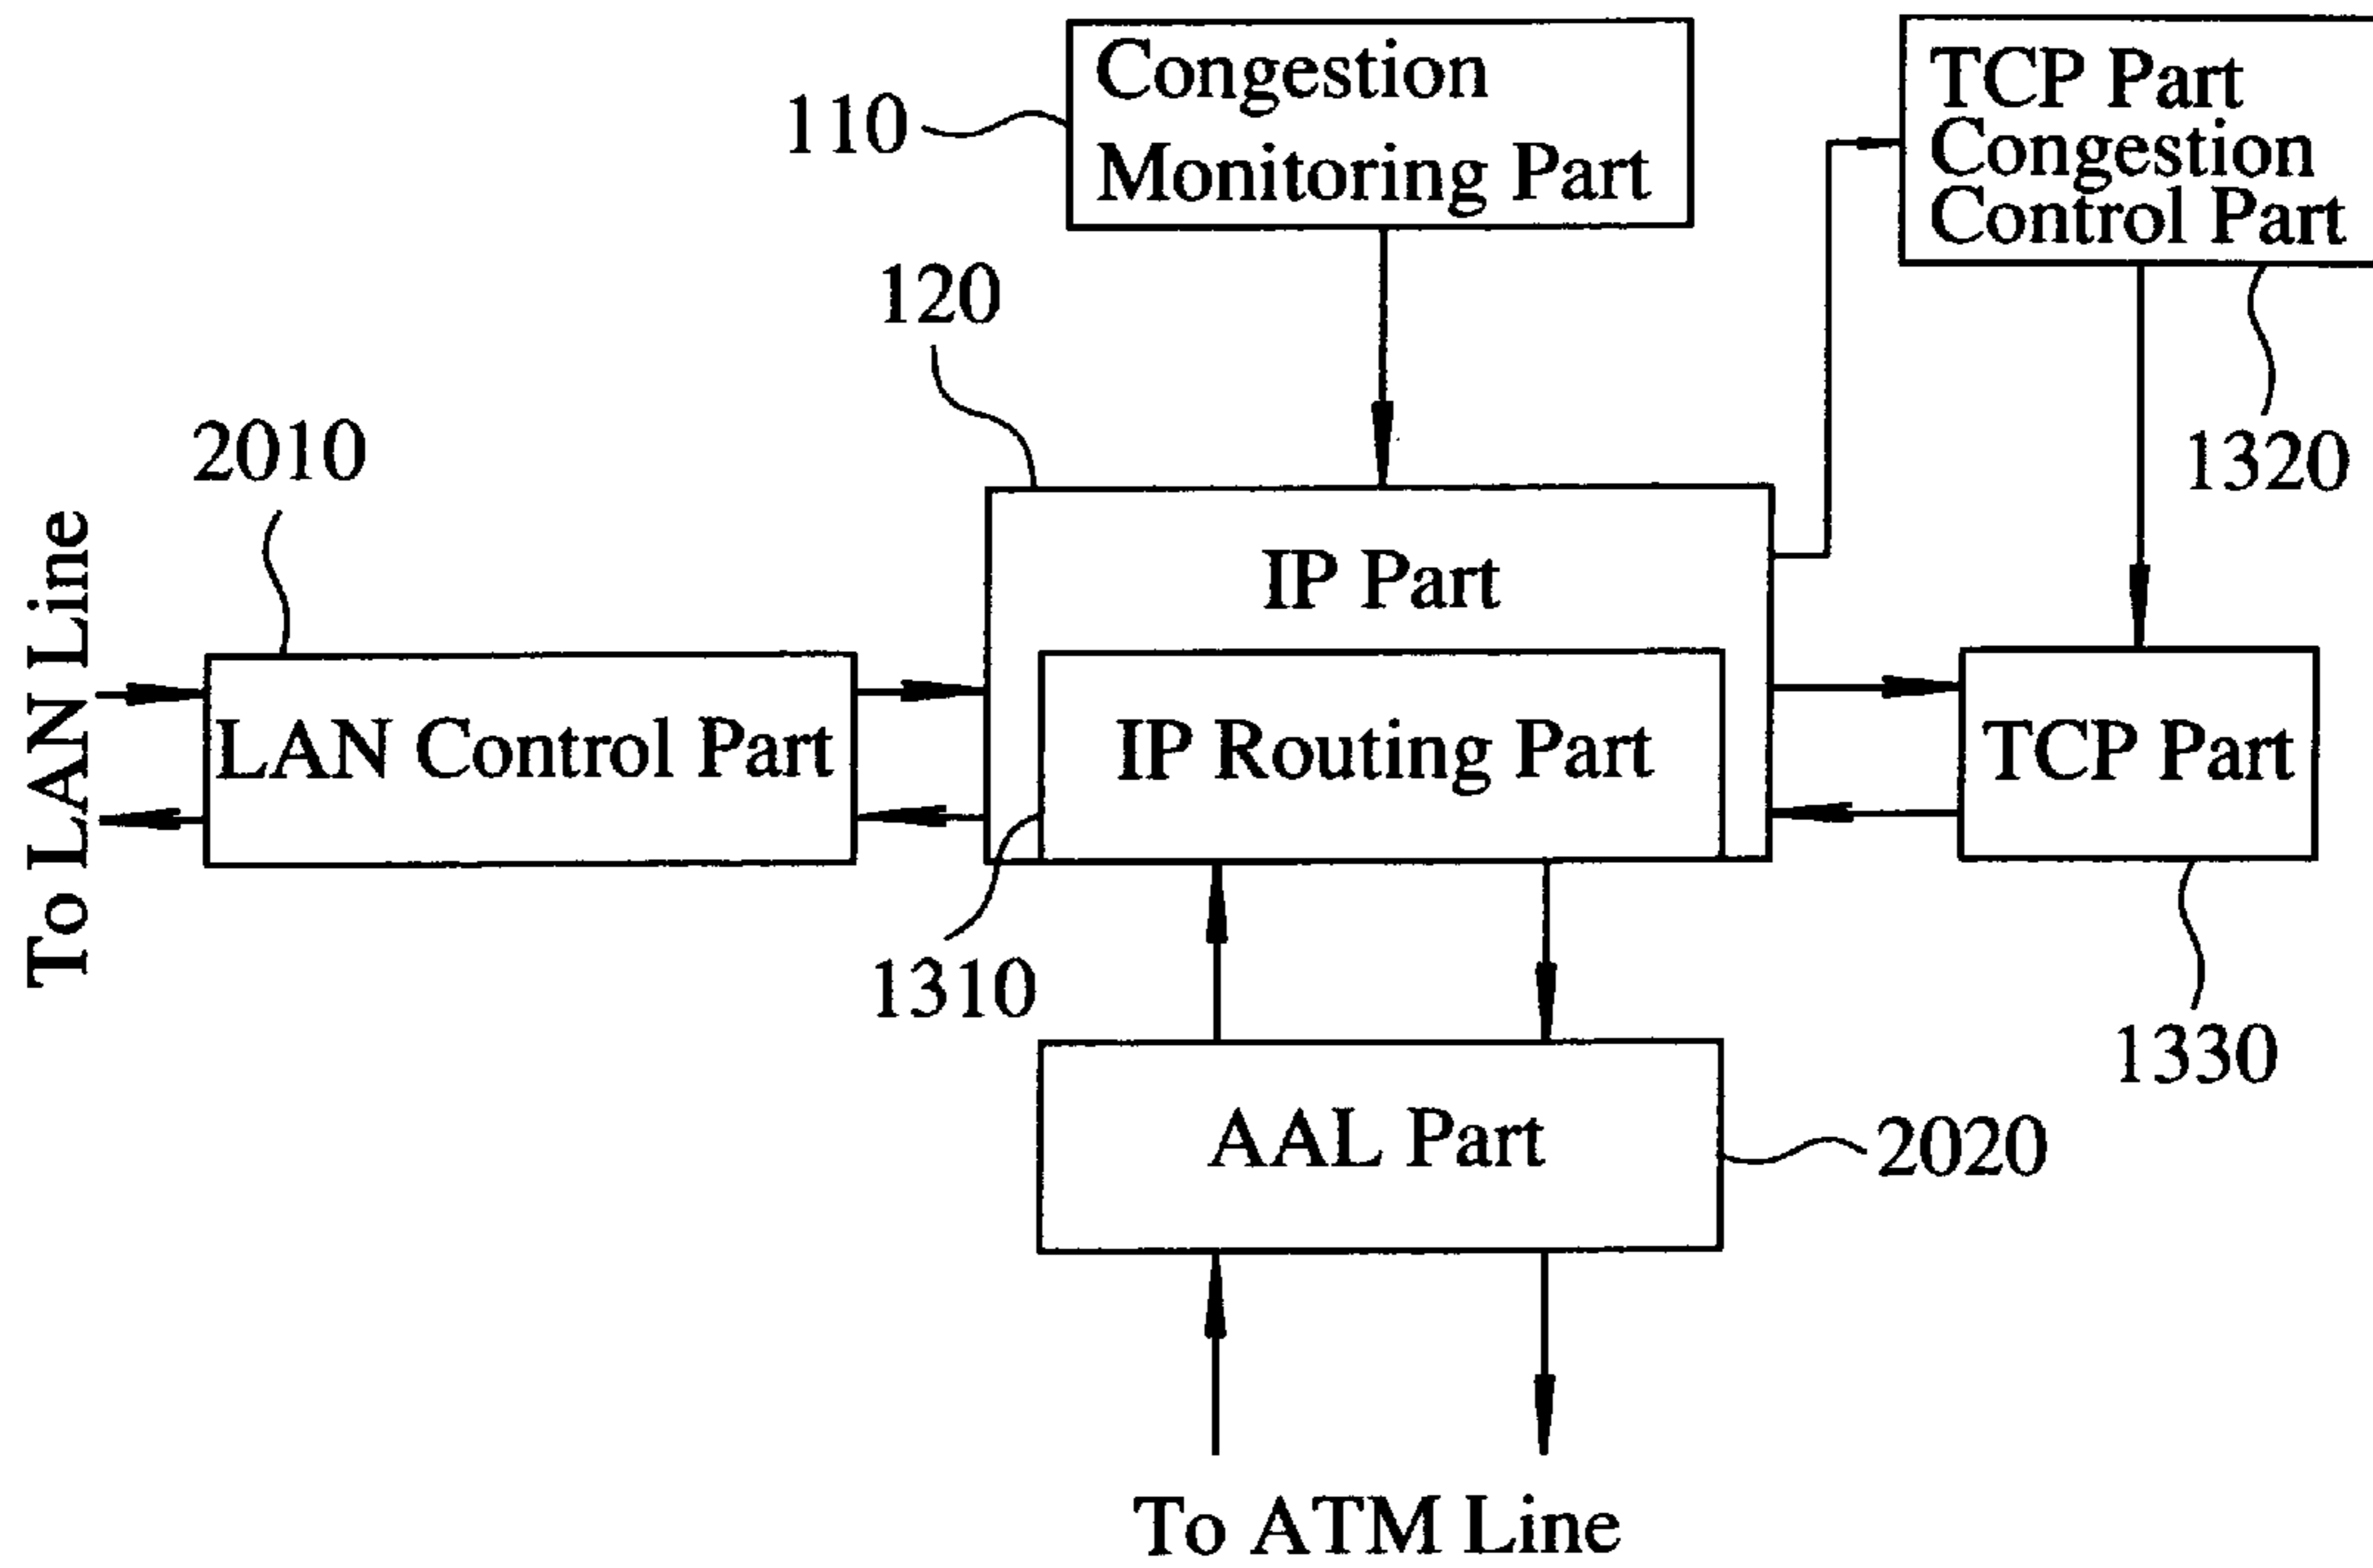 Congestion
Monitoring Part
110
TCP Part
Congestion
Control Part
120
1320
2010
To LAN Line
IP Part
LAN Control Part
IP Routing Part
TCP Part
1310
1330
AAL Part
2020
To ATM Line